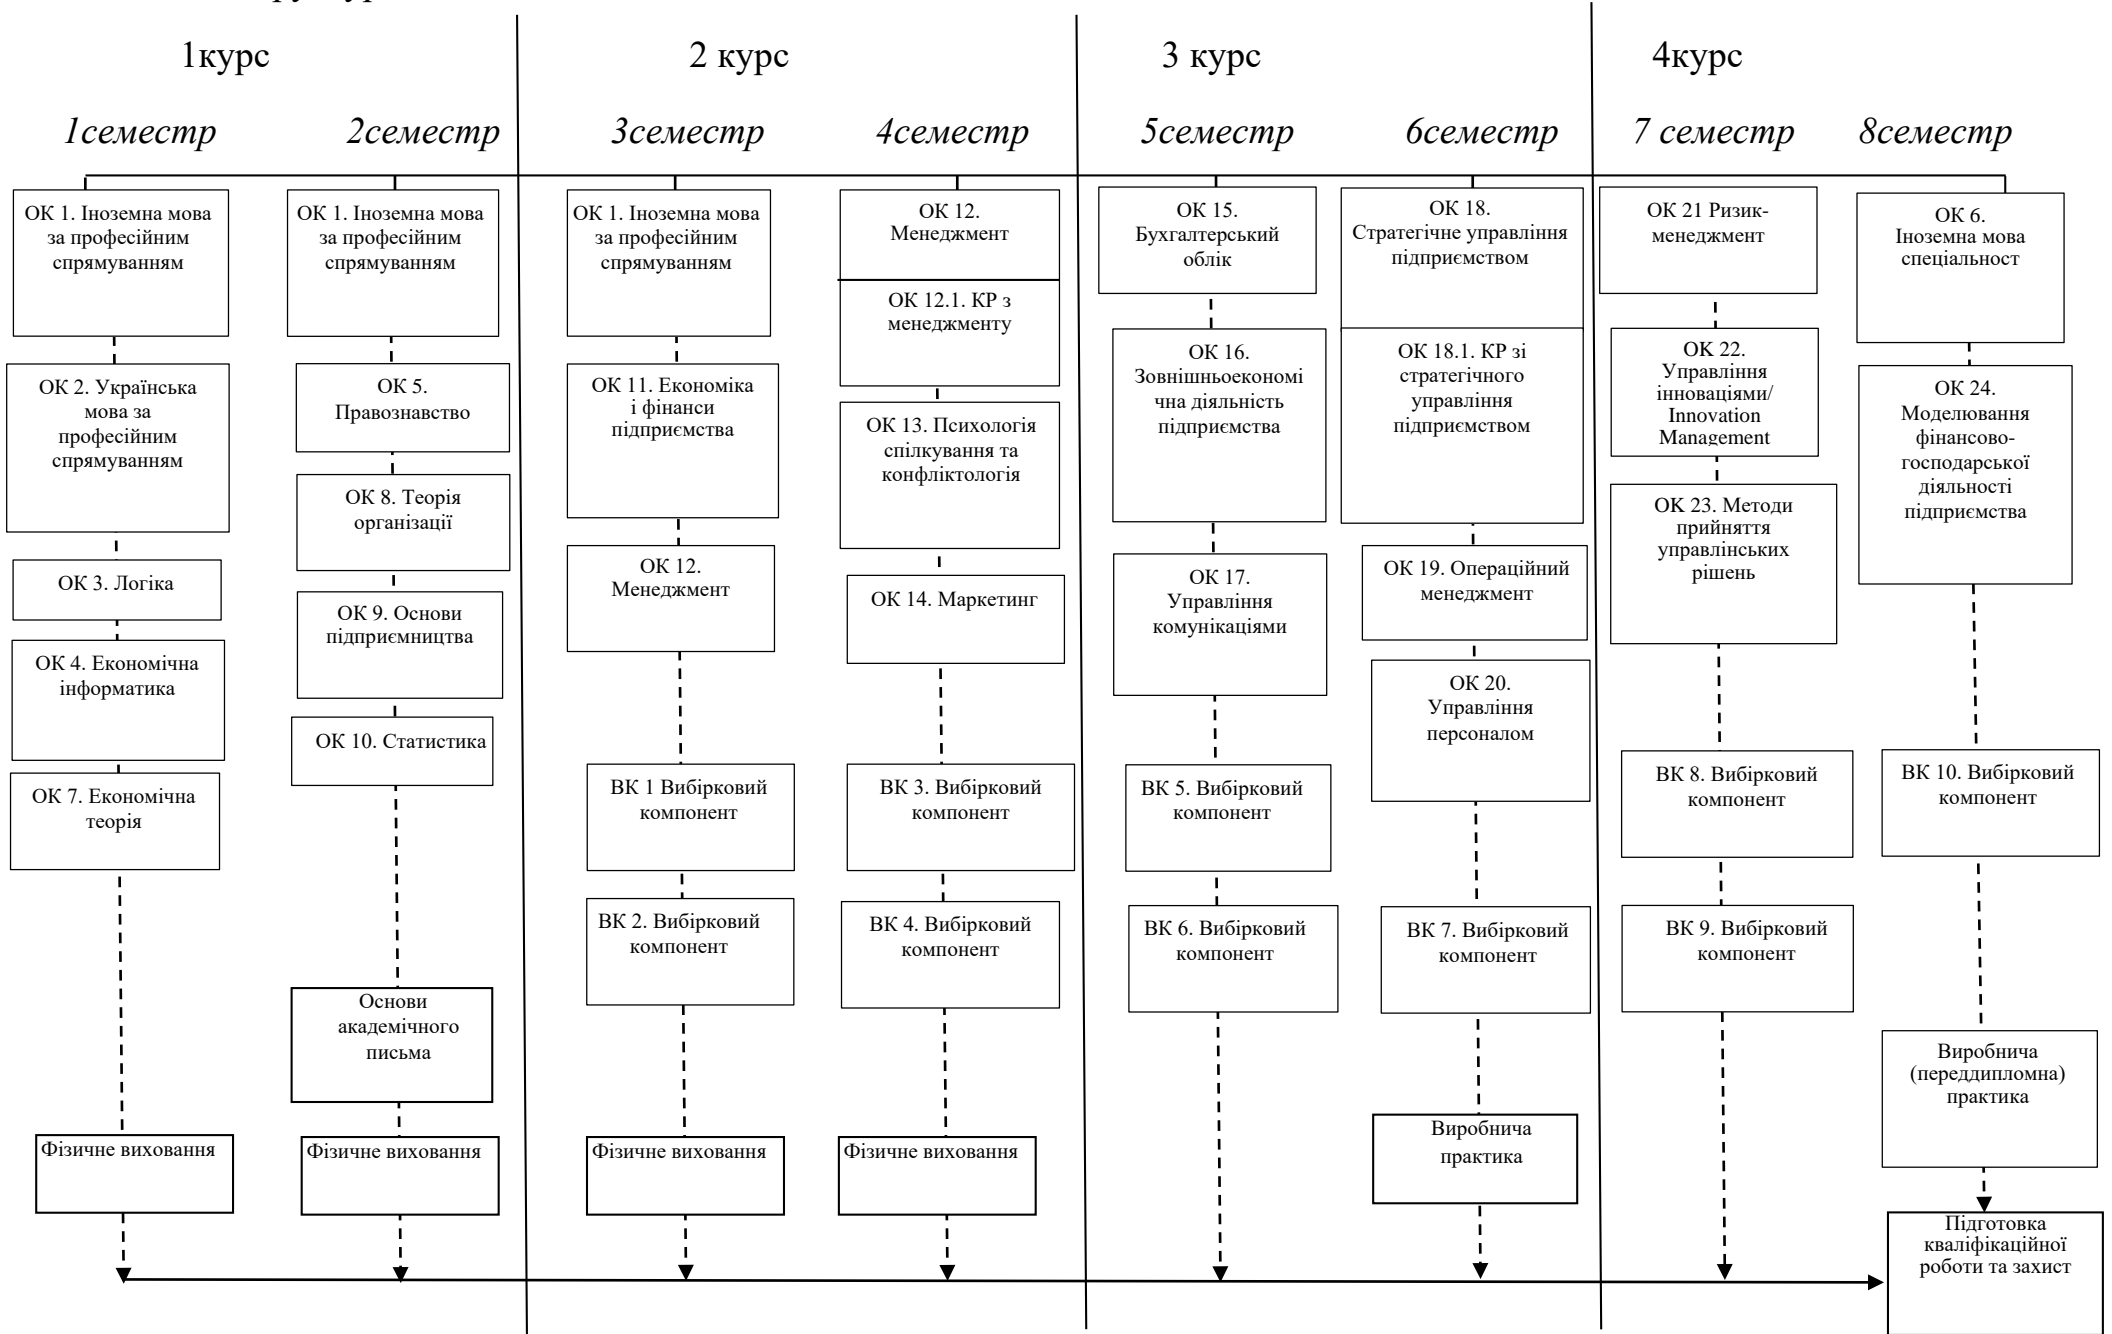 1курс
2 курс
3 курс
4курс
1семестр
2семестр
3семестр
4семестр
5семестр
6семестр
7 семестр
8семестр
ОК 1. Іноземна мова
за професійним
спрямуванням
ОК 2. Українська
мова за
професійним
спрямуванням
ОК 3. Логіка
ОК 4. Економічна
інформатика
ОК 7. Економічна
теорія
Фізичне виховання
ОК 1. Іноземна мова
за професійним
спрямуванням
ОК 5.
Правознавство
ОК 8. Теорія
організації
ОК 9. Основи
підприємництва
ОК 10. Статистика
Основи
академічного
письма
Фізичне виховання
ОК 1. Іноземна мова
за професійним
спрямуванням
ОК 11. Економіка
і фінанси
підприємства
ОК 12.
Менеджмент
ВК 1 Вибірковий
компонент
ВК 2. Вибірковий
компонент
Фізичне виховання
ОК 12.
Менеджмент
ОК 12.1. КР з
менеджменту
ОК 13. Психологія
спілкування та
конфліктологія
ОК 14. Маркетинг
ВК 3. Вибірковий
компонент
ВК 4. Вибірковий
компонент
Фізичне виховання
ОК 15.
Бухгалтерський
облік
ОК 16.
Зовнішньоекономі
чна діяльність
підприємства
ОК 17.
Управління
комунікаціями
ВК 5. Вибірковий
компонент
ВК 6. Вибірковий
компонент
ОК 18.
Стратегічне управління
підприємством
ОК 18.1. КР зі
стратегічного
управління
підприємством
ОК 19. Операційний
менеджмент
ОК 20.
Управління
персоналом
ВК 7. Вибірковий
компонент
Виробнича
практика
ОК 21 Ризик-
менеджмент
ОК 22.
Управління
інноваціями/
Innovation
Management
ОК 23. Методи
прийняття
управлінських
рішень
ВК 8. Вибірковий
компонент
ВК 9. Вибірковий
компонент
ОК 6.
Іноземна мова
спеціальност
ОК 24.
Моделювання
фінансово-
господарської
діяльності
підприємства
ВК 10. Вибірковий
компонент
Виробнича
(переддипломна)
практика
Підготовка
кваліфікаційної
роботи та захист